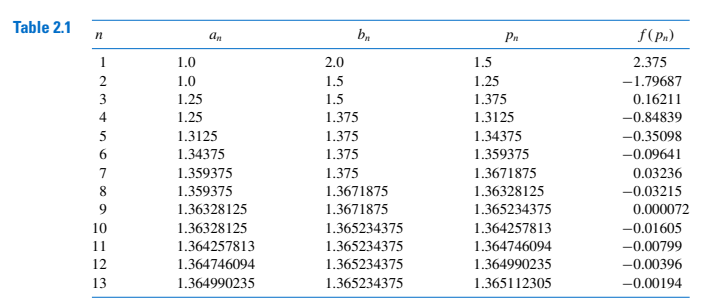 Table 2.1
n aₙ bₙ pₙ f(pₙ)
1 1.0 2.0 1.5 2.375
2 1.0 1.5 1.25 −1.79687
3 1.25 1.5 1.375 0.16211
4 1.25 1.375 1.3125 −0.84839
5 1.3125 1.375 1.34375 −0.35098
6 1.34375 1.375 1.359375 −0.09641
7 1.359375 1.375 1.3671875 0.03236
8 1.359375 1.3671875 1.36328125 −0.03215
9 1.36328125 1.3671875 1.365234375 0.000072
10 1.36328125 1.365234375 1.364257813 −0.01605
11 1.364257813 1.365234375 1.364746094 −0.00799
12 1.364746094 1.365234375 1.364990235 −0.00396
13 1.364990235 1.365234375 1.365112305 −0.00194